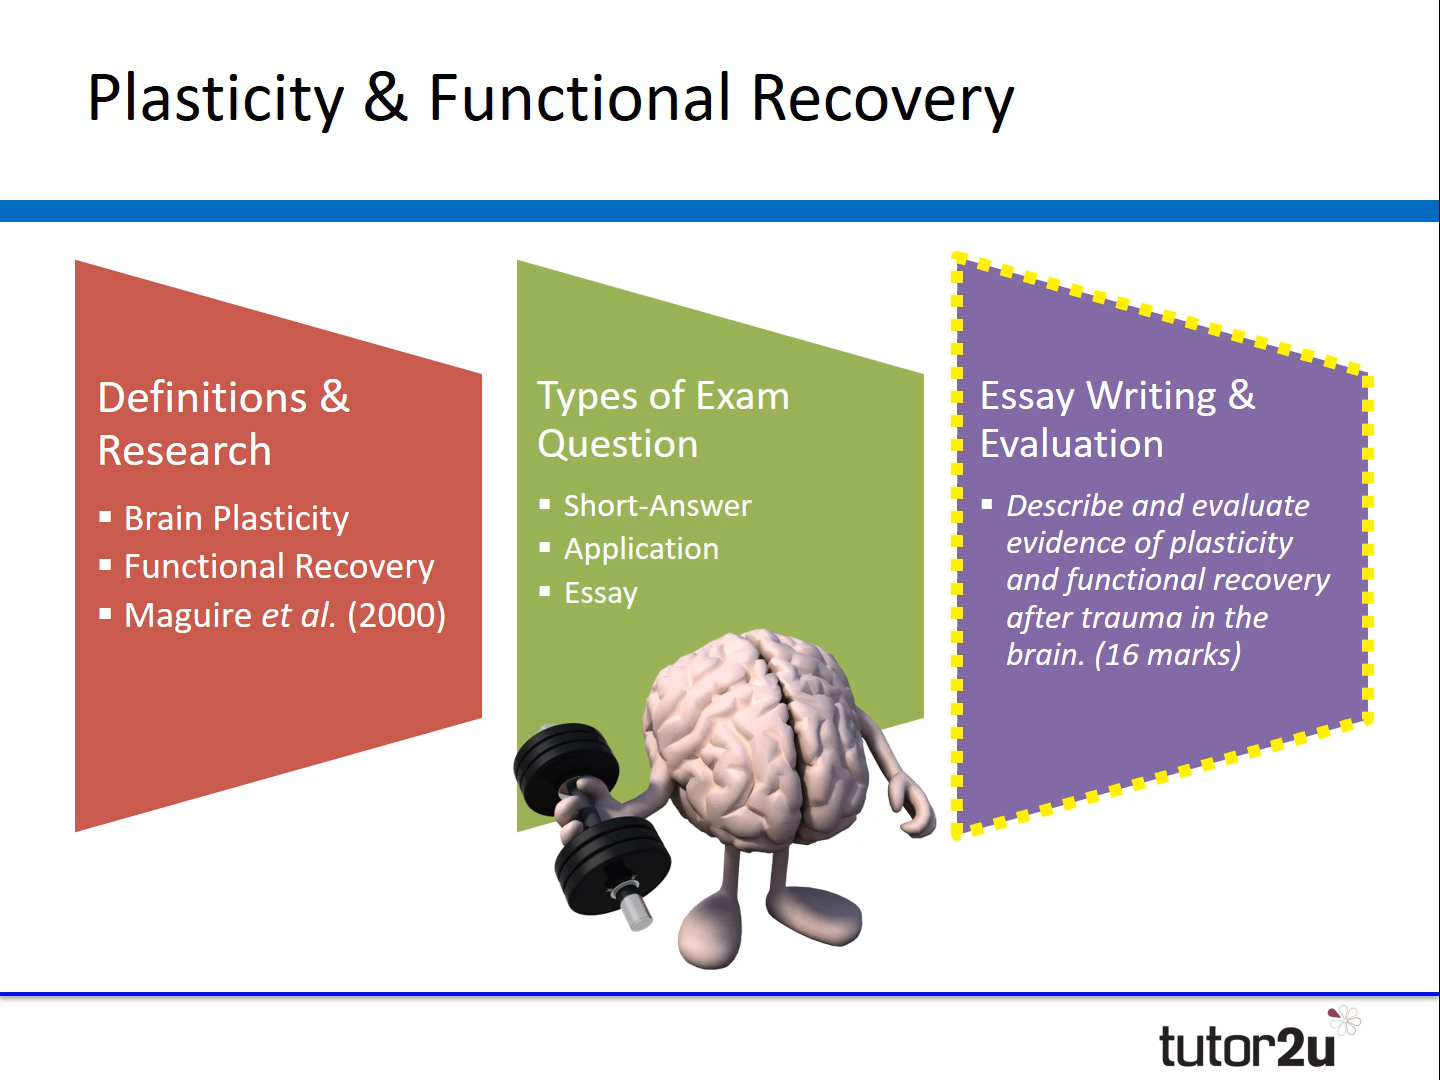 Plasticity & Functional Recovery
Definitions &
Research
▪ Brain Plasticity
▪ Functional Recovery
▪ Maguire et al. (2000)
Types of Exam
Question
▪ Short-Answer
▪ Application
▪ Essay
Essay Writing &
Evaluation
▪ Describe and evaluate
evidence of plasticity
and functional recovery
after trauma in the
brain. (16 marks)
tutor2u